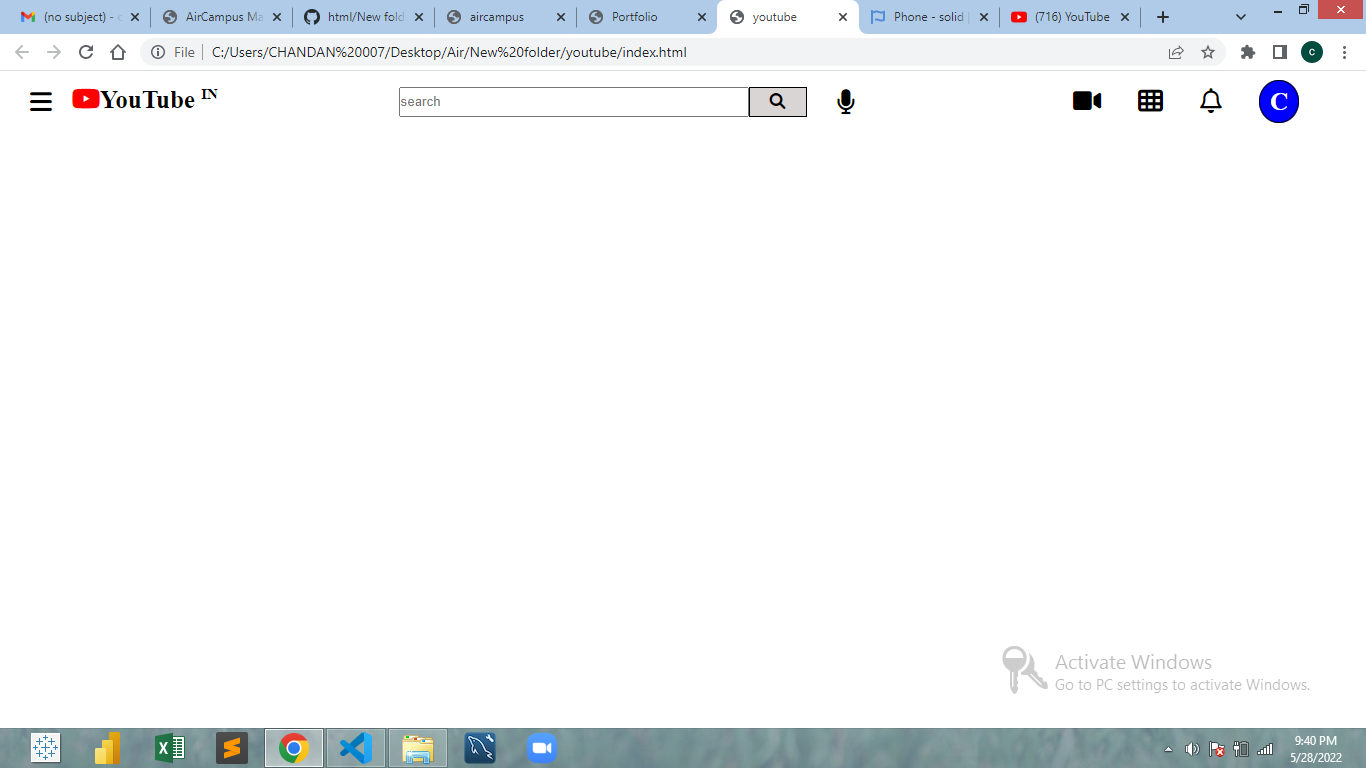 (no subject) - c
AirCampus Ma
html/New fold
aircampus
Portfolio
youtube
Phone - solid |
(716) YouTube
File
C:/Users/CHANDAN%20007/Desktop/Air/New%20folder/youtube/index.html
c
YouTube IN
search
C
Activate Windows
Go to PC settings to activate Windows.
9:40 PM
5/28/2022